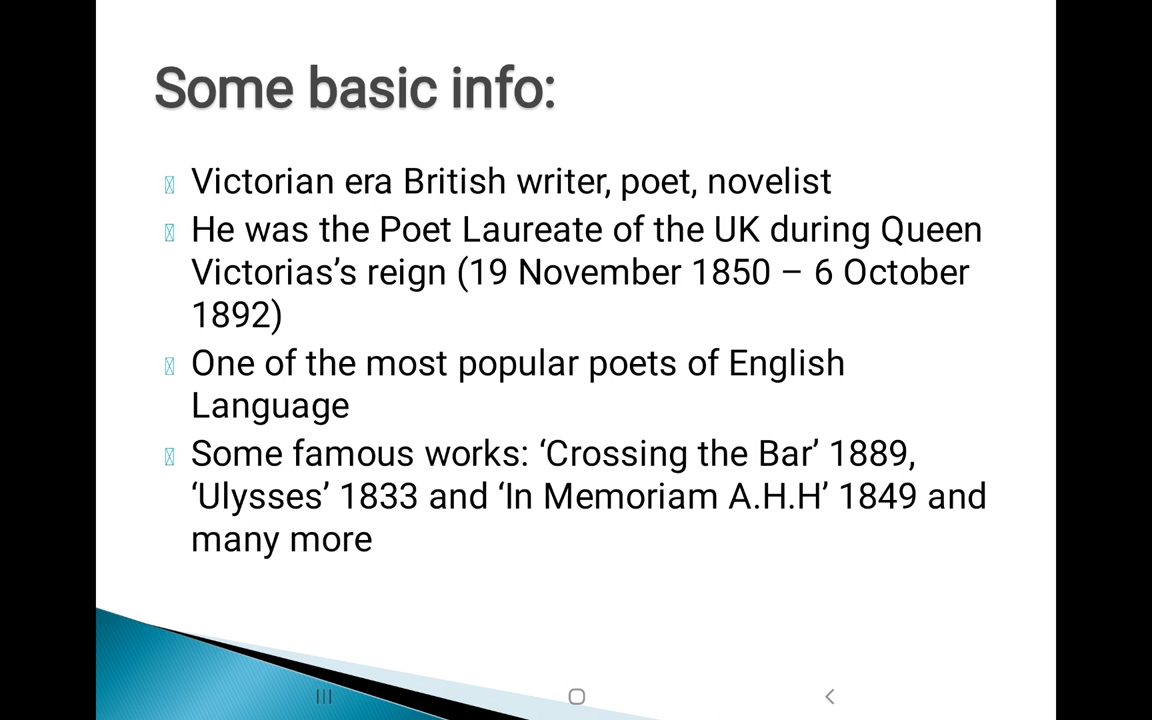 Some basic info:
Victorian era British writer, poet, novelist
He was the Poet Laureate of the UK during Queen
Victorias’s reign (19 November 1850 – 6 October
1892)
One of the most popular poets of English
Language
Some famous works: ‘Crossing the Bar’ 1889,
‘Ulysses’ 1833 and ‘In Memoriam A.H.H’ 1849 and
many more